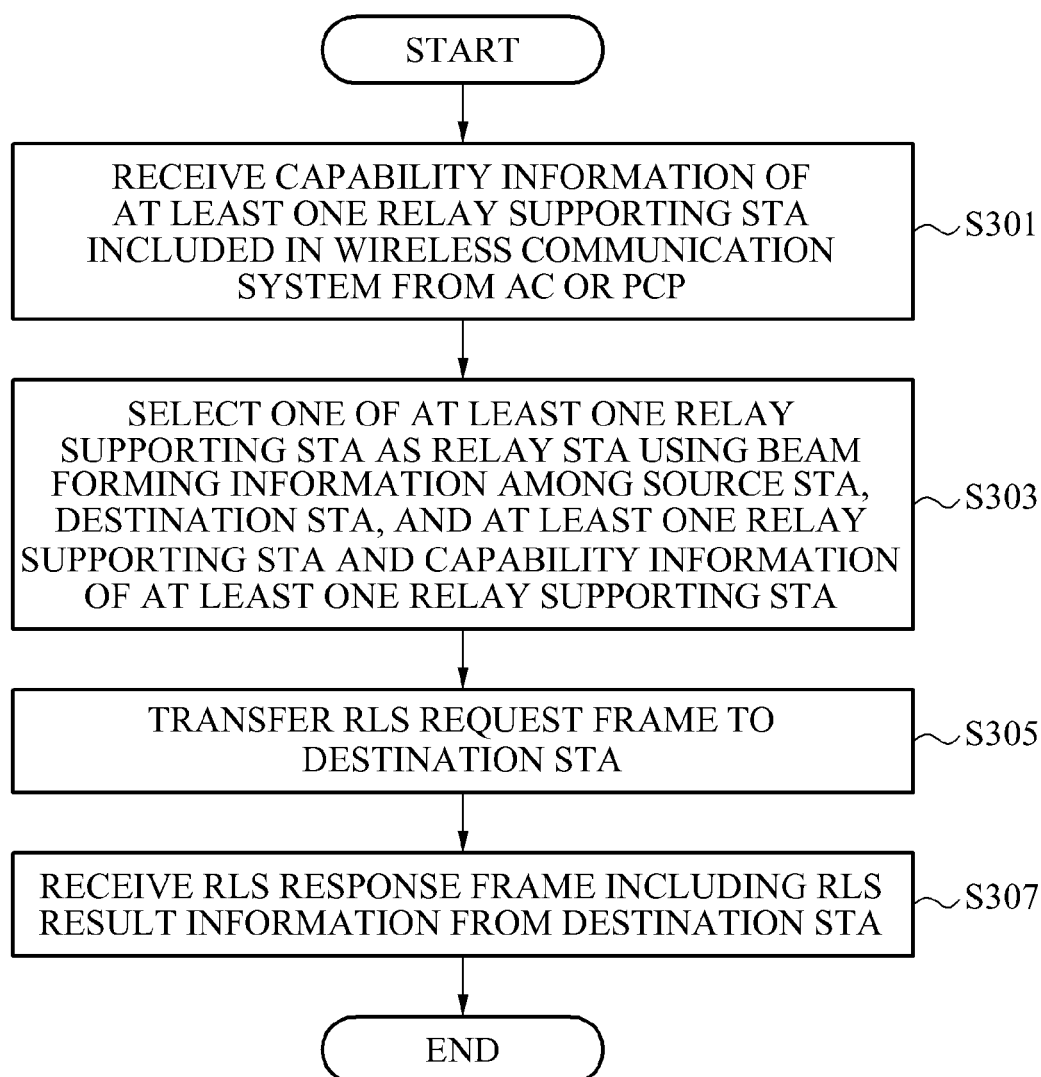 START
RECEIVE CAPABILITY INFORMATION OF
AT LEAST ONE RELAY SUPPORTING STA
INCLUDED IN WIRELESS COMMUNICATION
SYSTEM FROM AC OR PCP
S301
SELECT ONE OF AT LEAST ONE RELAY
SUPPORTING STA AS RELAY STA USING BEAM
FORMING INFORMATION AMONG SOURCE STA,
DESTINATION STA, AND AT LEAST ONE RELAY
SUPPORTING STA AND CAPABILITY INFORMATION
OF AT LEAST ONE RELAY SUPPORTING STA
S303
TRANSFER RLS REQUEST FRAME TO
DESTINATION STA
S305
RECEIVE RLS RESPONSE FRAME INCLUDING RLS
RESULT INFORMATION FROM DESTINATION STA
S307
END